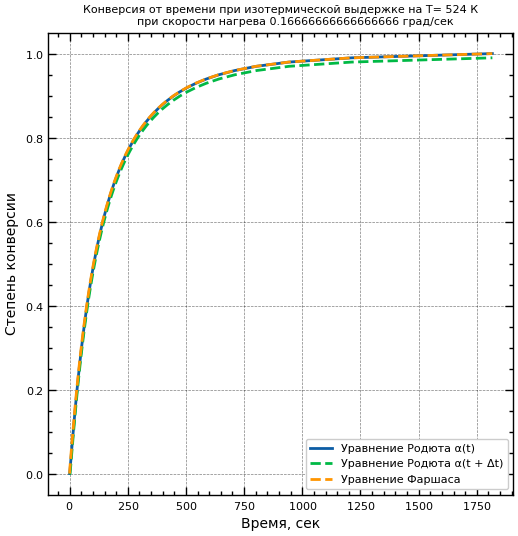 Конверсия от времени при изотермической выдержке на T= 524 К
при скорости нагрева 0.16666666666666666 град/сек
1.0
0.8
0.6
0.4
0.2
0.0
Степень конверсии
0
250
500
750
1000
1250
1500
1750
Время, сек
Уравнение Родюта α(t)
Уравнение Родюта α(t + Δt)
Уравнение Фаршаса